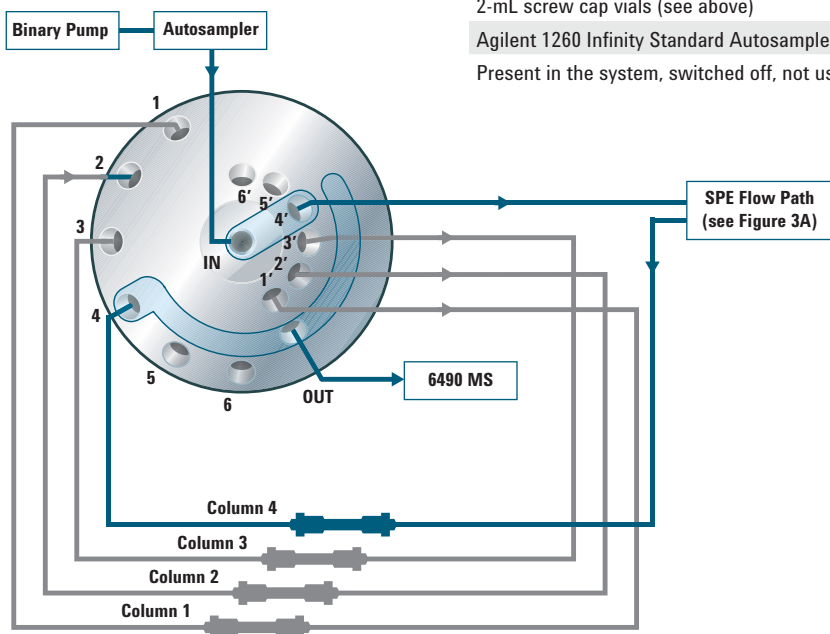 2-mL screw cap vials (see above)
Agilent 1260 Infinity Standard Autosample
Present in the system, switched off, not us
Binary Pump
Autosampler
1
2
3
4
5
6
6’
5’
4’
3’
2’
1’
IN
OUT
SPE Flow Path
(see Figure 3A)
6490 MS
Column 4
Column 3
Column 2
Column 1